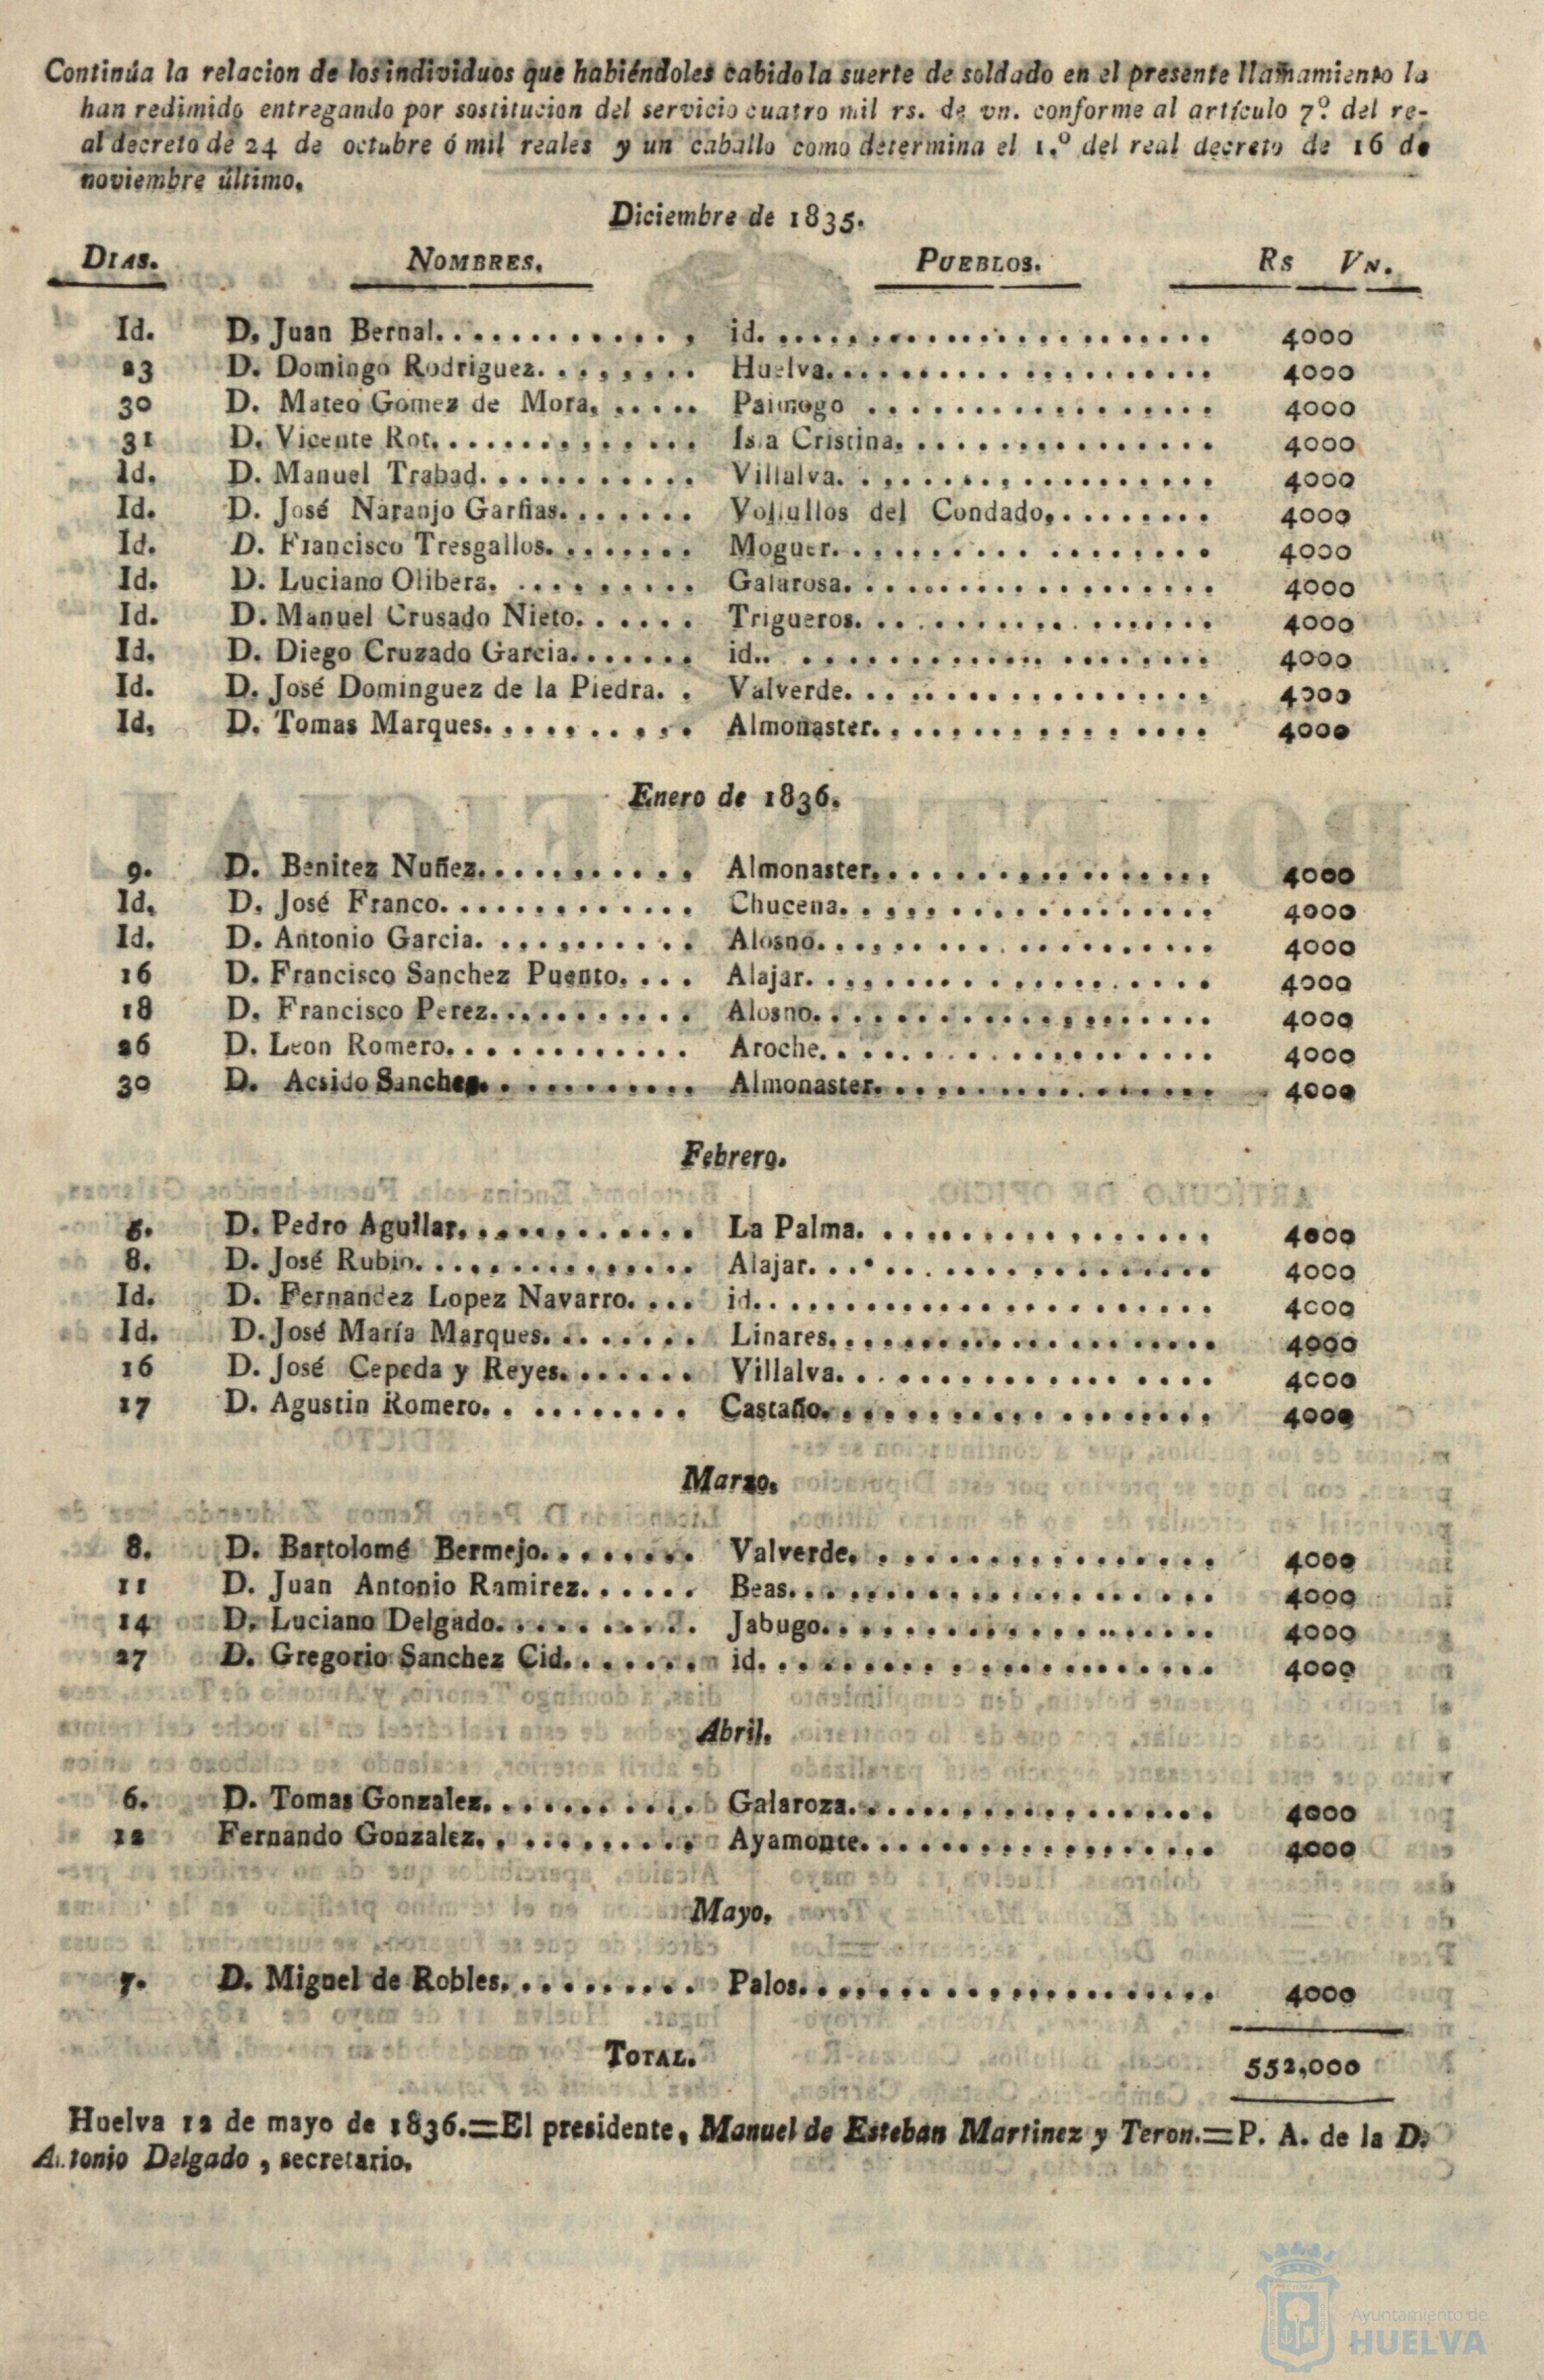 Continúa la relacion de los individuos que habiéndoles cabido la suerte de soldado en el presente llamamiento la
han redimido entregando por sostitucion del servicio cuatro mil rs. de vn. conforme al artículo 7.º del re-
al decreto de 24 de octubre ó mil reales y un caballo como determina el 1.º del real decreto de 16 de
noviembre último.
Diciembre de 1835.
DIAS. NOMBRES. PUEBLOS. Rs VN.
Id. D. Juan Bernal. id. 4000
23 D. Domingo Rodriguez. Huelva. 4000
30 D. Mateo Gomez de Mora. Paimogo 4000
31 D. Vicente Rot. Isla Cristina. 4000
Id. D. Manuel Trabad. Villalva. 4000
Id. D. José Naranjo Garfias. Vollullos del Condado. 4000
Id. D. Francisco Tresgallos. Moguer. 4000
Id. D. Luciano Olibera. Galarosa. 4000
Id. D. Manuel Crusado Nieto. Trigueros. 4000
Id. D. Diego Cruzado Garcia. id. 4000
Id. D. José Dominguez de la Piedra. Valverde. 4000
Id. D. Tomas Marques. Almonaster. 4000
Enero de 1836.
9. D. Benitez Nuñez. Almonaster. 4000
Id. D. José Franco. Chucena. 4000
Id. D. Antonio Garcia. Alosno. 4000
16 D. Francisco Sanchez Puento. Alajar. 4000
18 D. Francisco Perez. Alosno. 4000
26 D. Leon Romero. Aroche. 4000
30 D. Acsido Sanchez. Almonaster. 4000
Febrero.
5. D. Pedro Aguilar. La Palma. 4000
8. D. José Rubio. Alajar. 4000
Id. D. Fernandez Lopez Navarro. id. 4000
Id. D. José María Marques. Linares. 4000
16 D. José Cepeda y Reyes. Villalva. 4000
17 D. Agustin Romero. Castaño. 4000
Marzo.
8. D. Bartolomé Bermejo. Valverde. 4000
11 D. Juan Antonio Ramirez. Beas. 4000
14 D. Luciano Delgado. Jabugo. 4000
27 D. Gregorio Sanchez Cid. id. 4000
Abril.
6. D. Tomas Gonzalez. Galaroza. 4000
12 Fernando Gonzalez. Ayamonte. 4000
Mayo.
7. D. Miguel de Robles. Palos. 4000
TOTAL. 552,000
Huelva 12 de mayo de 1836.=El presidente, Manuel de Esteban Martinez y Teron.=P. A. de la D.
Antonio Delgado, secretario.
Ayuntamiento de
HUELVA